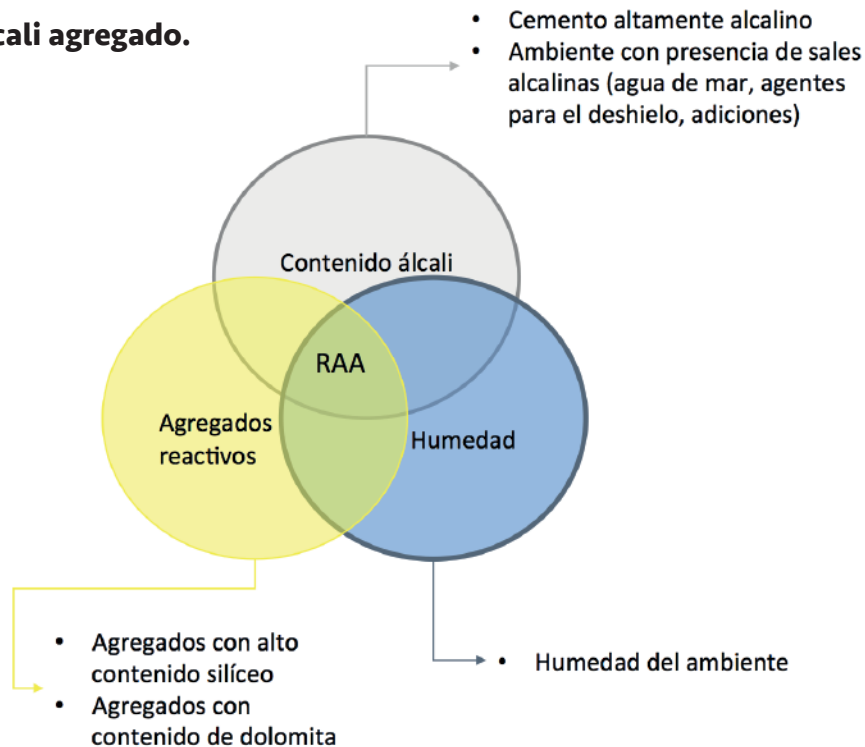 cali agregado.
• Cemento altamente alcalino
• Ambiente con presencia de sales
alcalinas (agua de mar, agentes
para el deshielo, adiciones)
Contenido álcali
RAA
Agregados
reactivos
Humedad
• Agregados con alto
contenido silíceo
• Agregados con
contenido de dolomita
• Humedad del ambiente